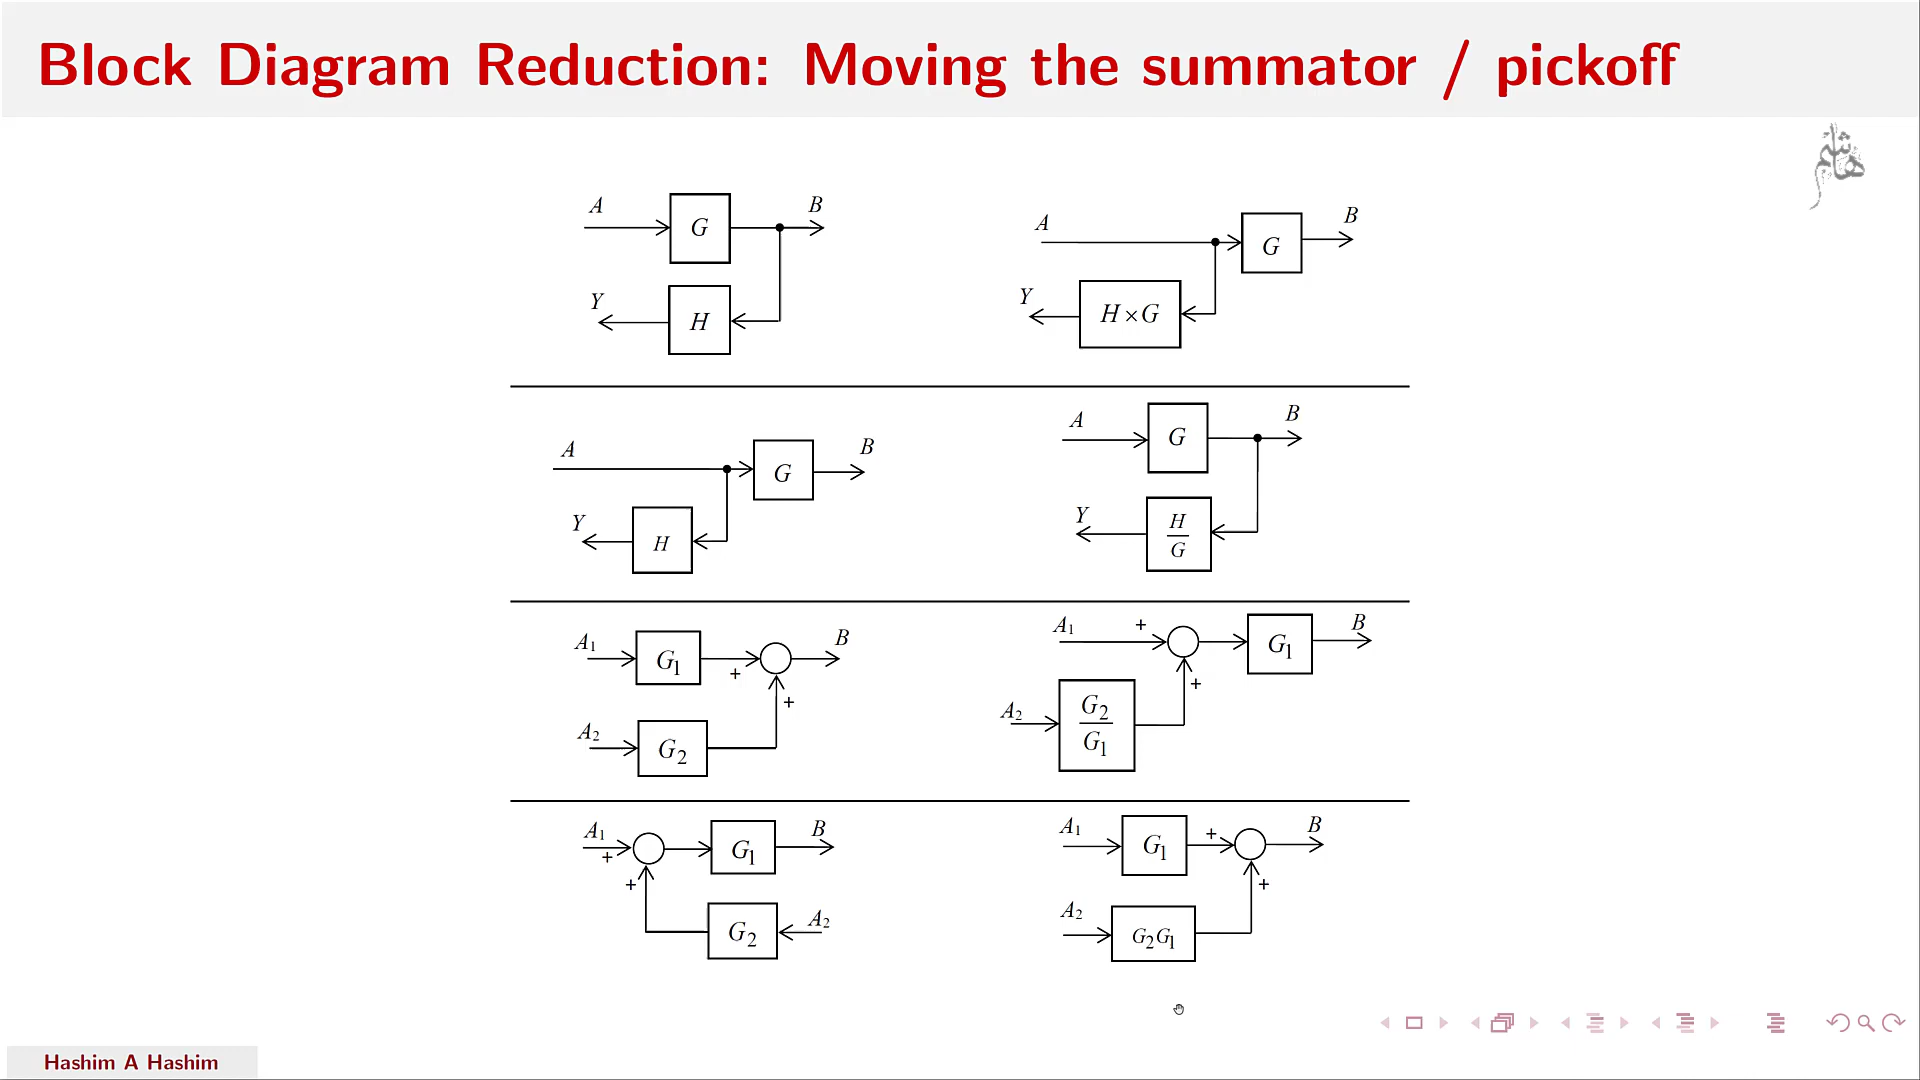 Block Diagram Reduction: Moving the summator / pickoff
هاشم
A G B
Y H
A G B
Y H×G
A G B
Y H
A G B
Y H/G
A₁ G₁ + B
A₂ G₂ +
A₁ + G₁ B
A₂ G₂/G₁ +
A₁ + G₁ B
+ G₂ A₂
A₁ G₁ + B
A₂ G₂G₁ +
Hashim A Hashim